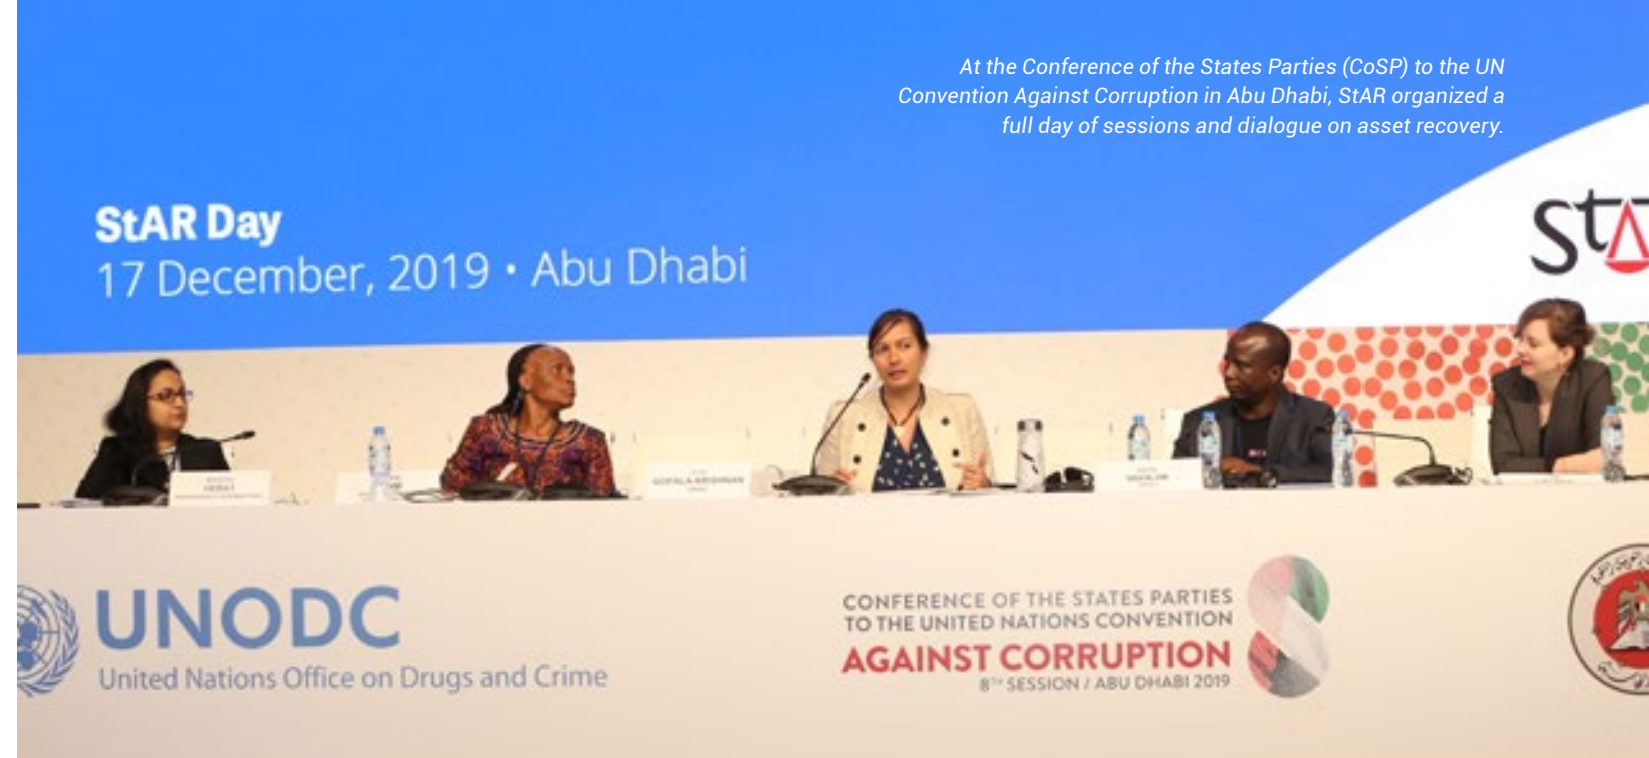 At the Conference of the States Parties (CoSP) to the UN
Convention Against Corruption in Abu Dhabi, StAR organized a
full day of sessions and dialogue on asset recovery.
StAR Day
17 December, 2019 • Abu Dhabi
StA
GOPALA KRISHNAN
UNODC
United Nations Office on Drugs and Crime
CONFERENCE OF THE STATES PARTIES
TO THE UNITED NATIONS CONVENTION
AGAINST CORRUPTION
8TH SESSION / ABU DHABI 2019